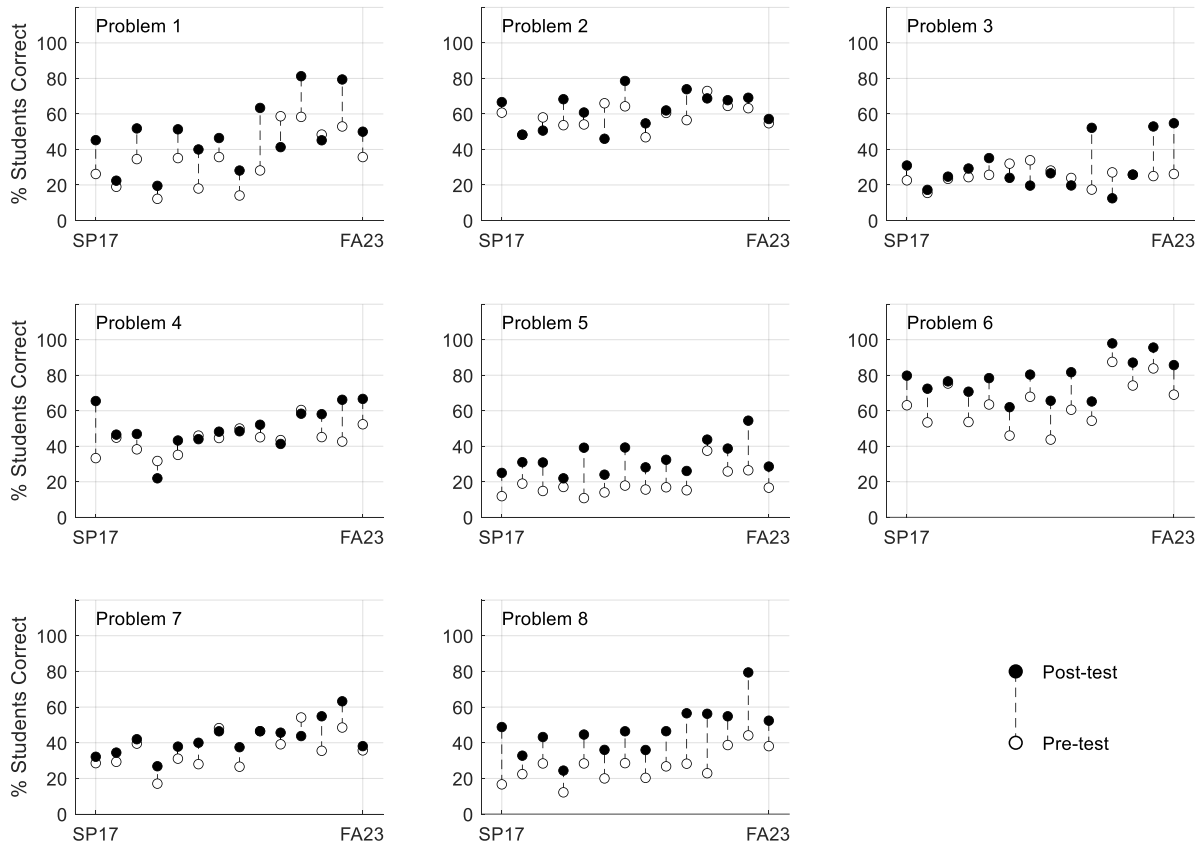 Problem 1
% Students Correct
100
80
60
40
20
0
SP17 FA23
Problem 2
100
80
60
40
20
0
SP17 FA23
Problem 3
100
80
60
40
20
0
SP17 FA23
Problem 4
% Students Correct
100
80
60
40
20
0
SP17 FA23
Problem 5
100
80
60
40
20
0
SP17 FA23
Problem 6
100
80
60
40
20
0
SP17 FA23
Problem 7
% Students Correct
100
80
60
40
20
0
SP17 FA23
Problem 8
100
80
60
40
20
0
SP17 FA23
Post-test
Pre-test